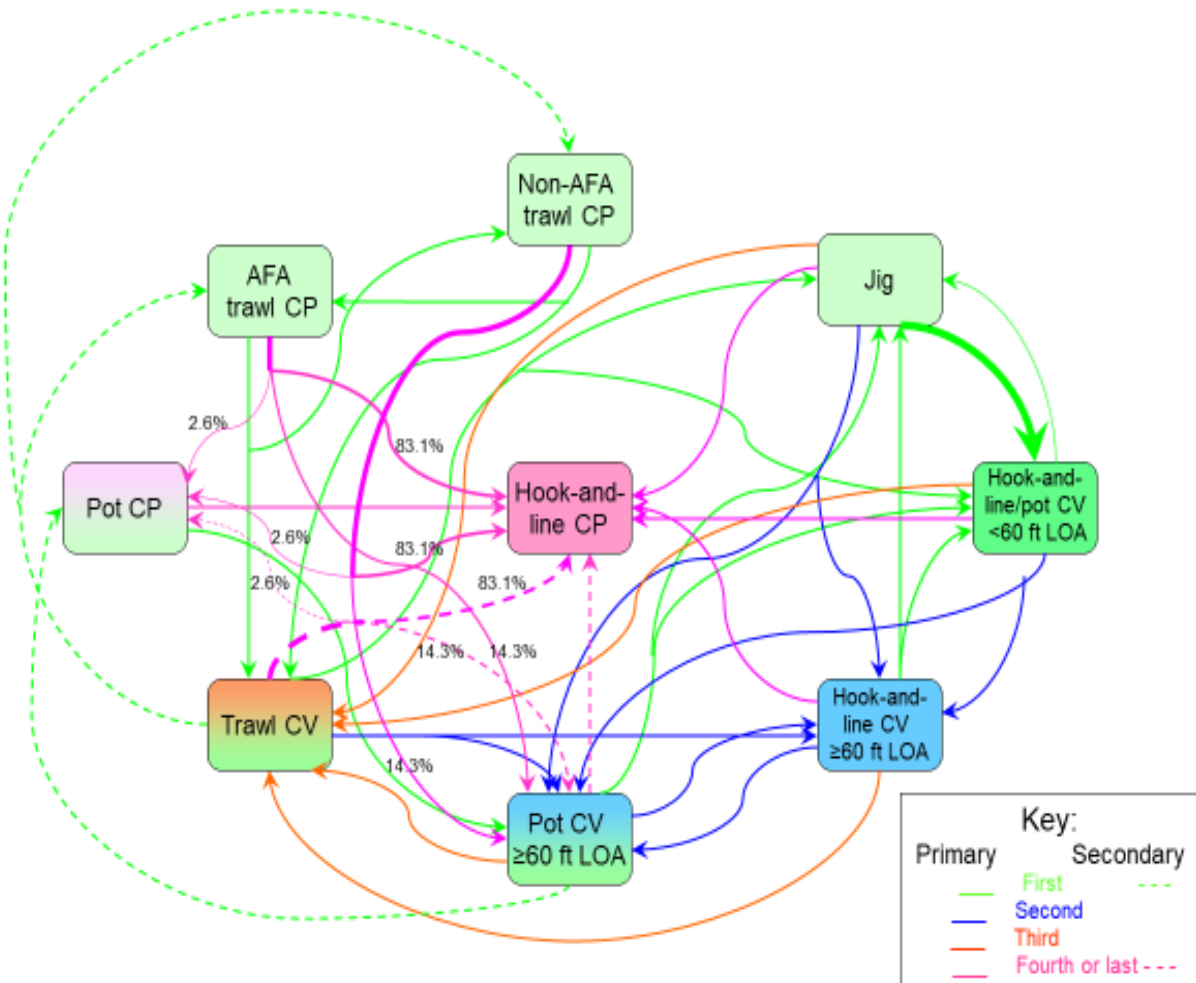 Non-AFA
trawl CP
AFA
trawl CP
Jig
2.6%
83.1%
Pot CP
Hook-and-
line CP
Hook-and-
line/pot CV
<60 ft LOA
2.6%
83.1%
2.6%
83.1%
14.3%
14.3%
Trawl CV
Hook-and-
line CV
≥60 ft LOA
14.3%
Pot CV
≥60 ft LOA
Key:
Primary Secondary
First
Second
Third
Fourth or last